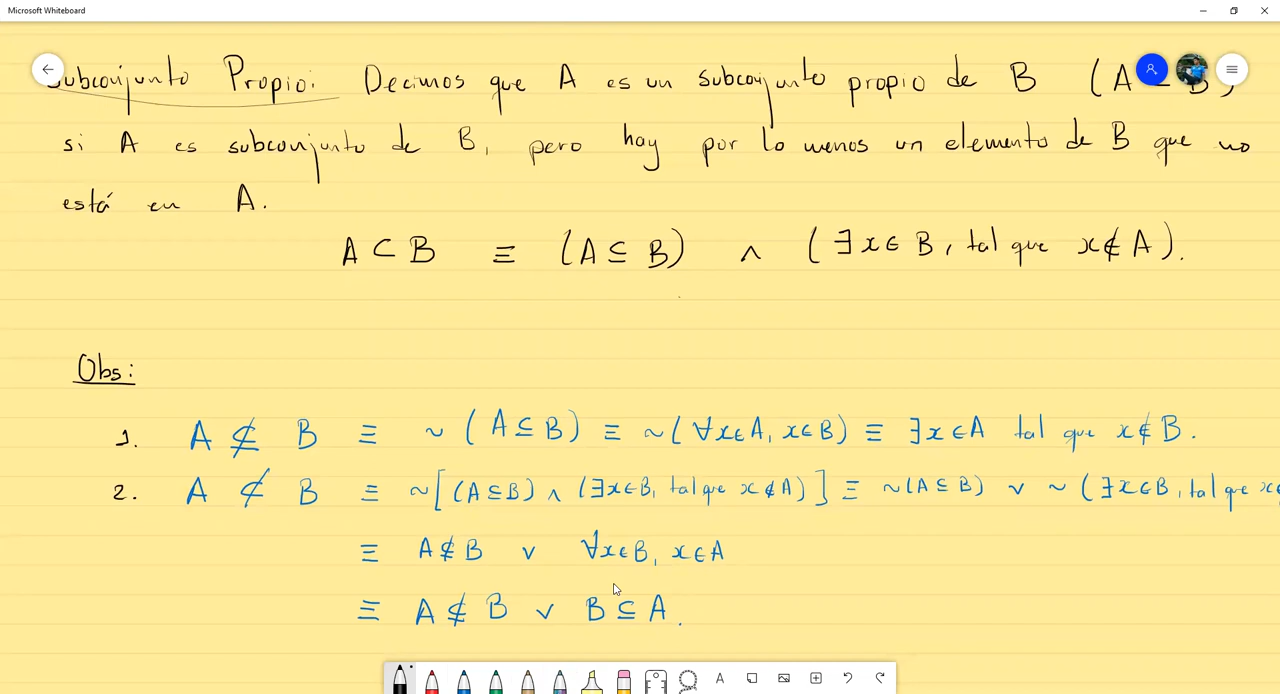 Microsoft Whiteboard
Subconjunto Propio: Decimos que A es un subconjunto propio de B (A B)
si A es subconjunto de B, pero hay por lo menos un elemento de B que no
está en A.
A ⊂ B ≡ (A ⊆ B) ∧ (∃x∈B, tal que x∉A).
Obs:
1. A ⊈ B ≡ ~(A⊆B) ≡ ~(∀x∈A, x∈B) ≡ ∃x∈A tal que x∉B.
2. A ⊄ B ≡ ~[(A⊆B) ∧ (∃x∈B, tal que x∉A)] ≡ ~(A⊆B) ∨ ~(∃x∈B, tal que
≡ A⊈B ∨ ∀x∈B, x∈A
≡ A⊈B ∨ B⊆A.
A